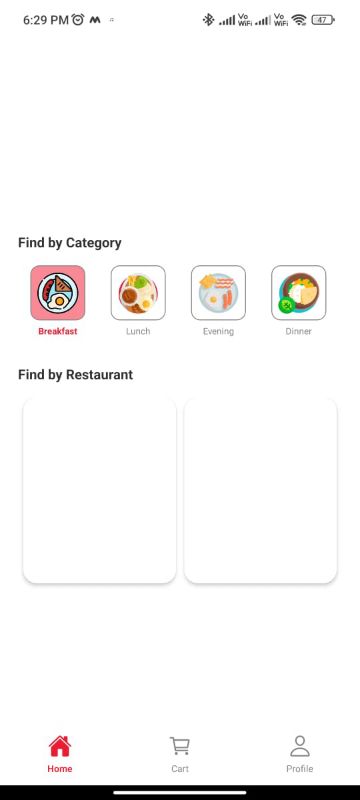 6:29 PM
Vo WiFi
Vo WiFi
47
Find by Category
Breakfast
Lunch
Evening
Dinner
Find by Restaurant
Home
Cart
Profile